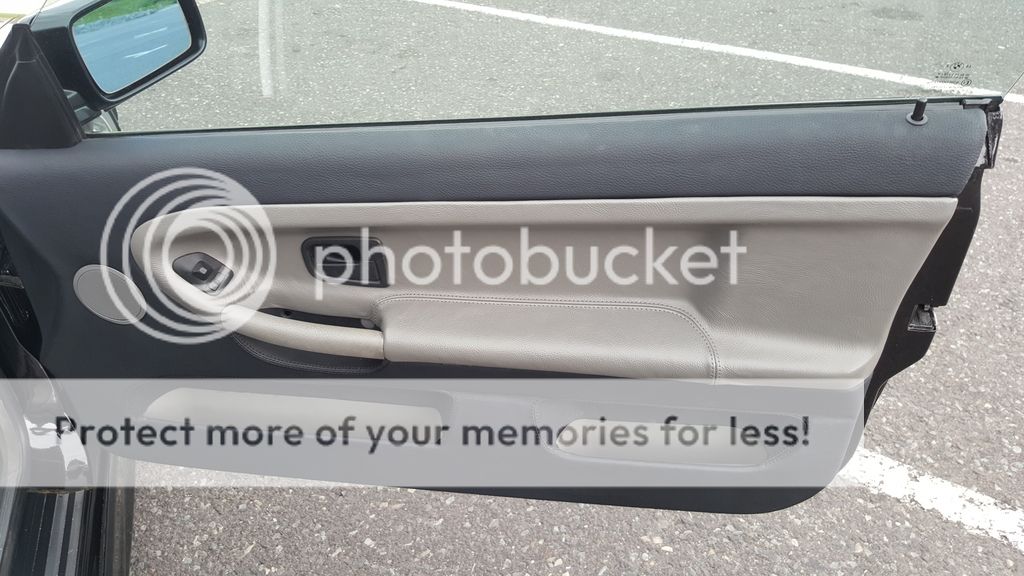 photobucket
Protect more of your memories for less!